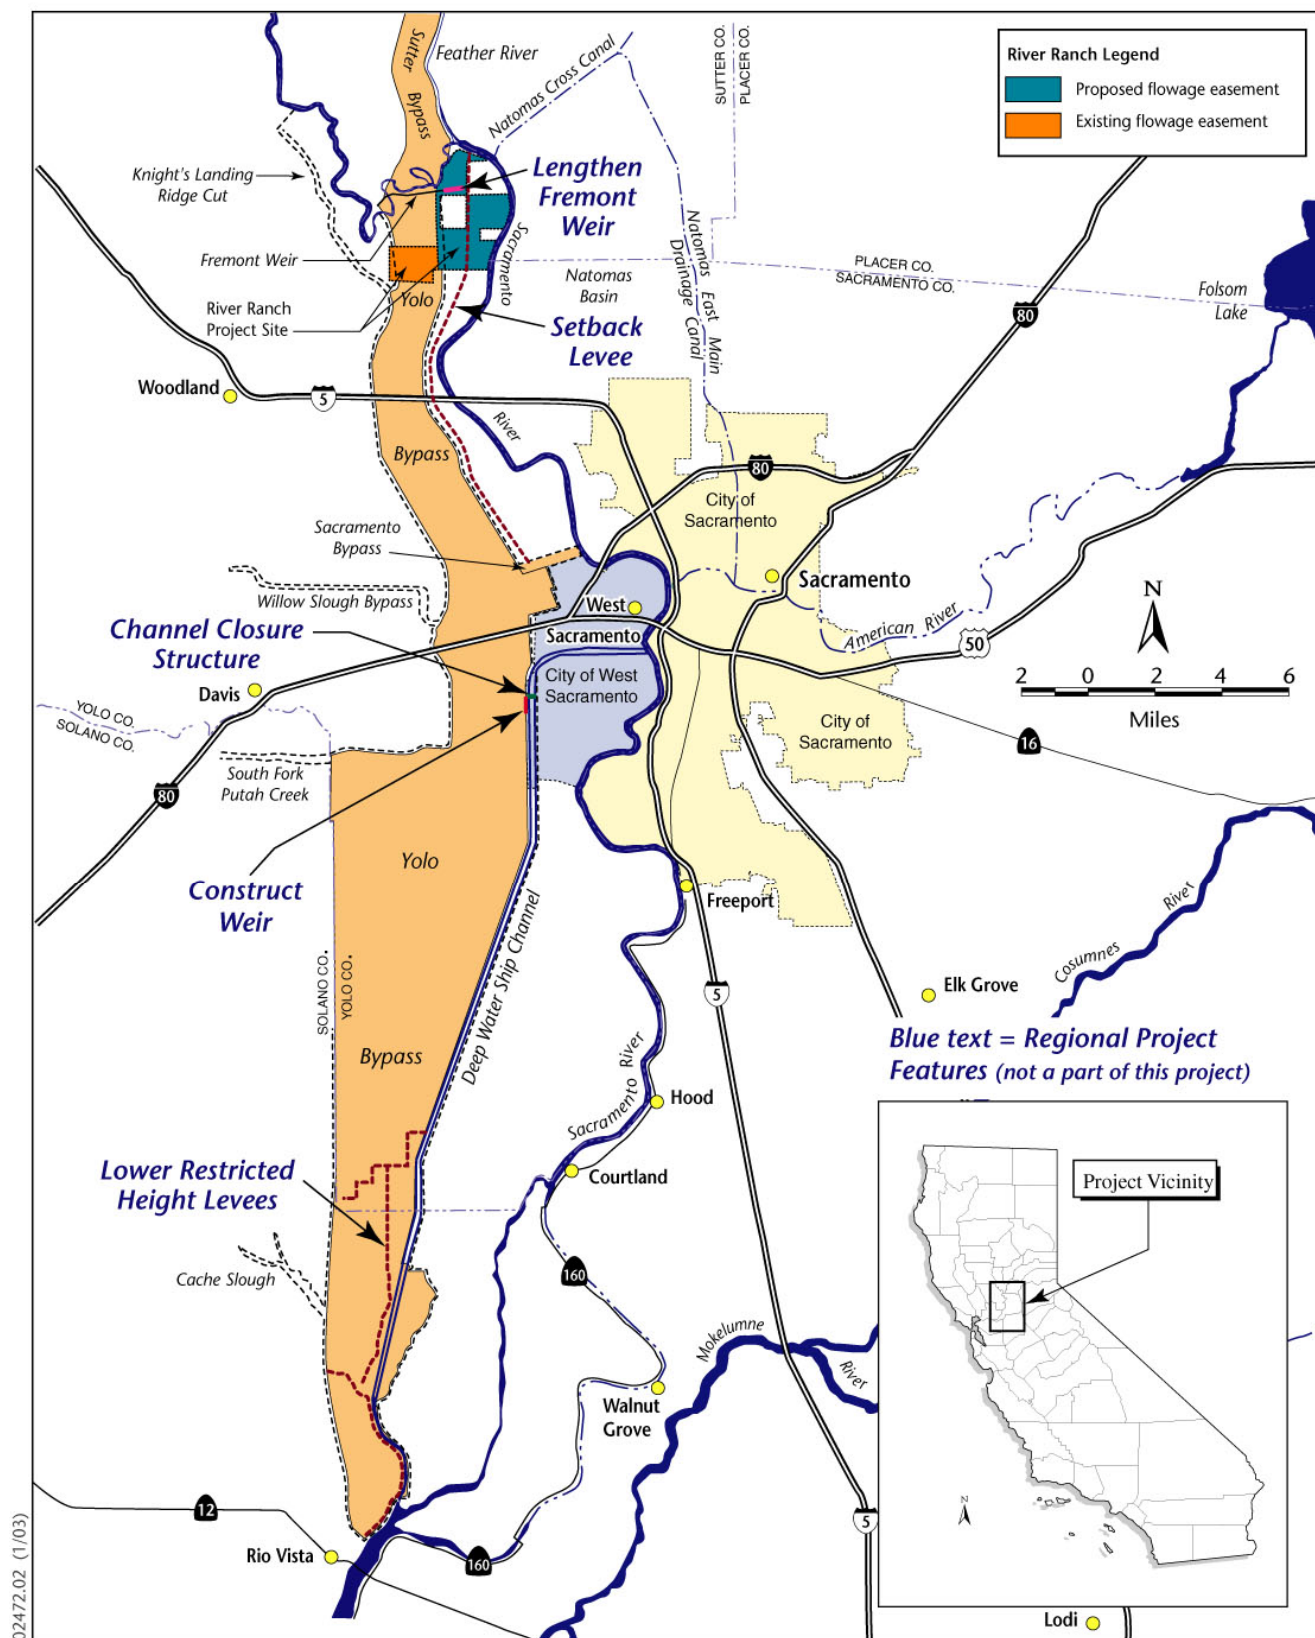 Sutter
Bypass
Feather River
Natomas Cross Canal
SUTTER CO.
PLACER CO.
River Ranch Legend
Proposed flowage easement
Existing flowage easement
Knight's Landing
Ridge Cut
Lengthen
Fremont
Weir
Fremont Weir
River Ranch
Project Site
Yolo
Sacramento
Natomas
Basin
Setback
Levee
Natomas East Main
Drainage Canal
PLACER CO.
SACRAMENTO CO.
Folsom
Lake
80
Woodland
5
River
Bypass
80
City of
Sacramento
Sacramento
Bypass
Willow Slough Bypass
Sacramento
West
Sacramento
American River
50
N
2 0 2 4 6
Miles
Channel Closure
Structure
City of West
Sacramento
Davis
YOLO CO.
SOLANO CO.
City of
Sacramento
16
80
South Fork
Putah Creek
Yolo
Construct
Weir
Freeport
Deep Water Ship Channel
SOLANO CO.
YOLO CO.
5
Cosumnes
River
Elk Grove
Blue text = Regional Project
Features (not a part of this project)
Bypass
Sacramento River
Hood
Courtland
Lower Restricted
Height Levees
Cache Slough
160
Mokelumne
River
Walnut
Grove
Project Vicinity
N
12
Rio Vista
160
5
Lodi
02472.02 (1/03)